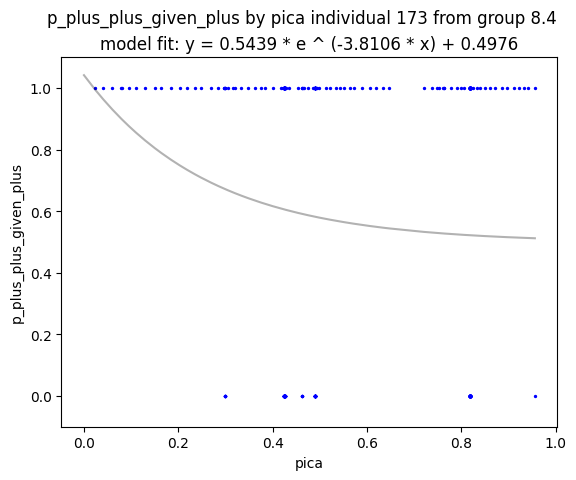 p_plus_plus_given_plus by pica individual 173 from group 8.4
model fit: y = 0.5439 * e ^ (-3.8106 * x) + 0.4976
p_plus_plus_given_plus
1.0
0.8
0.6
0.4
0.2
0.0
0.0 0.2 0.4 0.6 0.8 1.0
pica